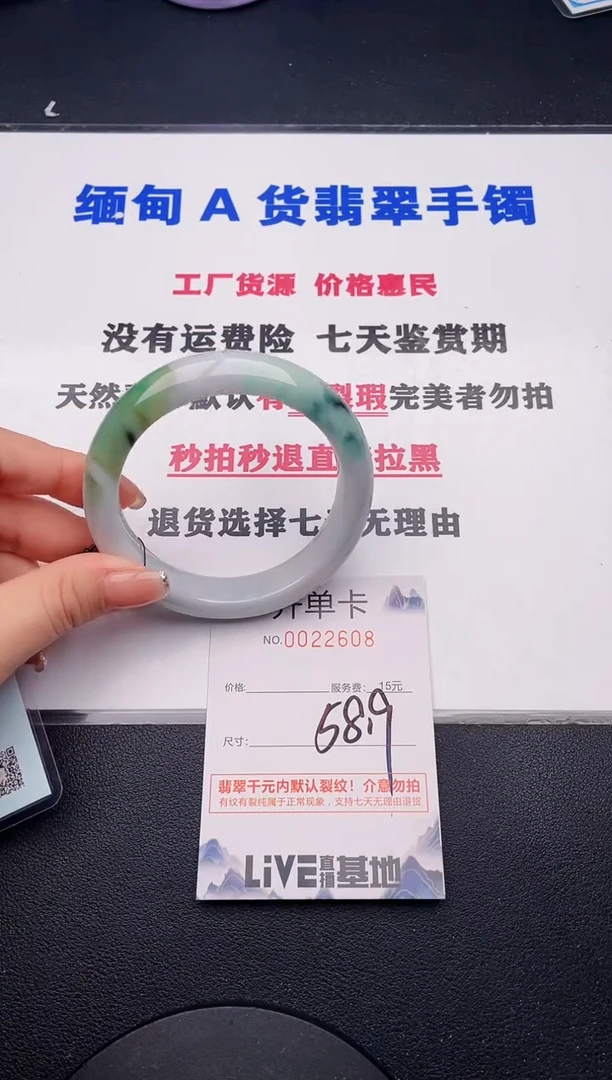 缅甸A货翡翠手镯
工厂货源 价格惠民
没有运费险 七天鉴赏期
天然 默认有 裂瑕完美者勿拍
秒拍秒退直 拉黑
退货选择七 无理由
开单卡
NO.0022608
价格: 服务费: 15元
尺寸: 58.9
翡翠千元内默认裂纹!介意勿拍
有纹有裂纯属于正常现象,支持七天无理由退货
LiVE直播基地